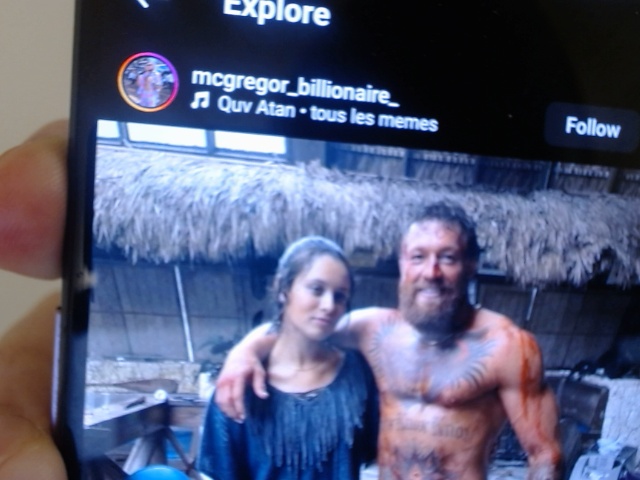 Explore
mcgregor_billionaire_
Quv Atan • tous les memes
Follow